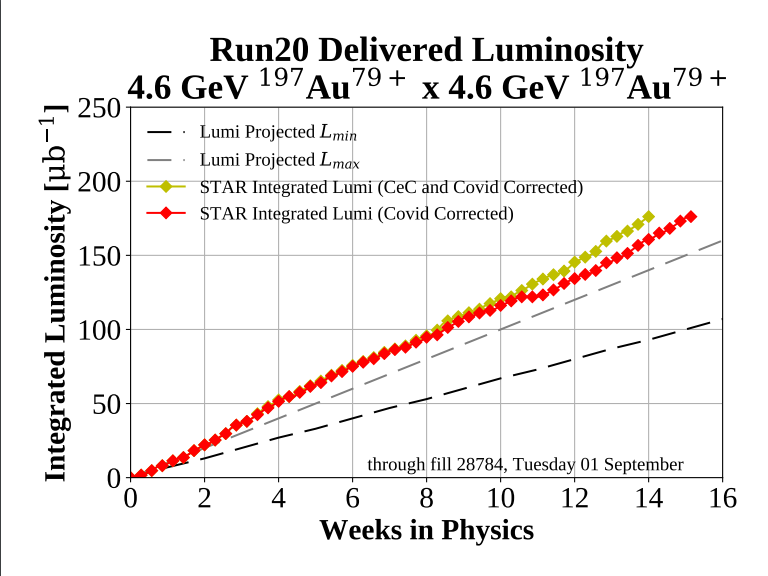 Run20 Delivered Luminosity
4.6 GeV ¹⁹⁷Au⁷⁹⁺ x 4.6 GeV ¹⁹⁷Au⁷⁹⁺
Integrated Luminosity [μb⁻¹]
250
200
150
100
50
0
Lumi Projected Lmin
Lumi Projected Lmax
STAR Integrated Lumi (CeC and Covid Corrected)
STAR Integrated Lumi (Covid Corrected)
through fill 28784, Tuesday 01 September
0 2 4 6 8 10 12 14 16
Weeks in Physics